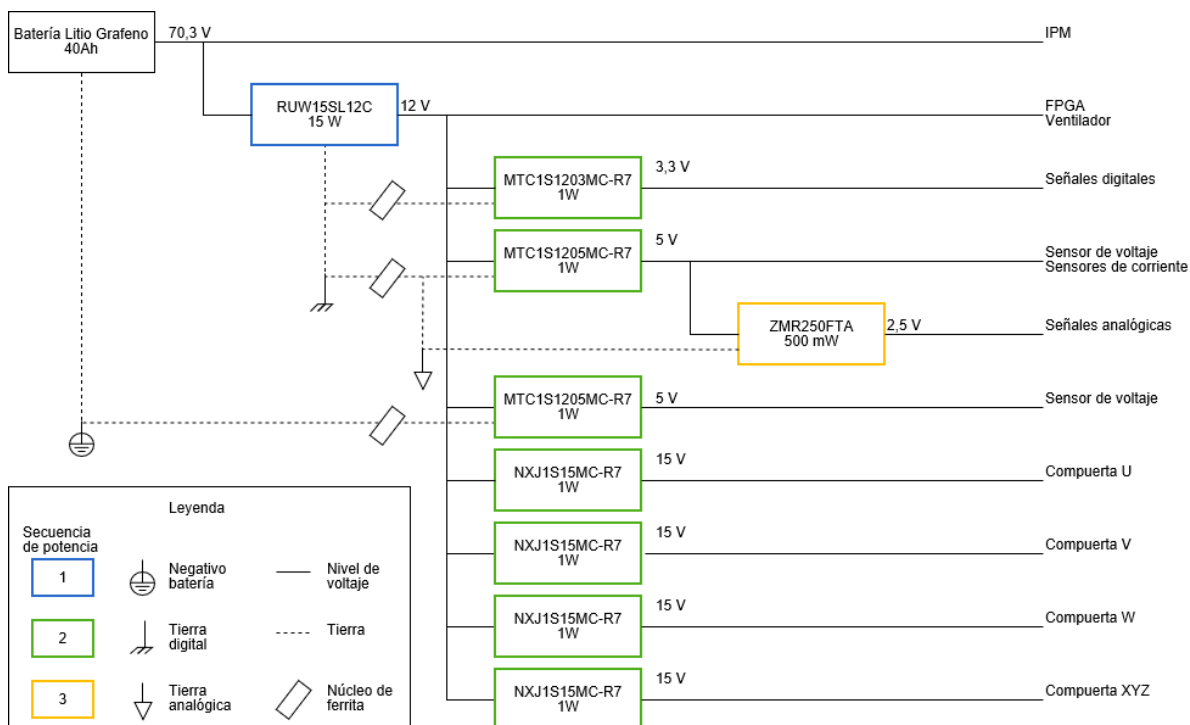 Batería Litio Grafeno
40Ah
70,3 V
IPM
RUW15SL12C
15 W
12 V
FPGA
Ventilador
MTC1S1203MC-R7
1W
3,3 V
Señales digitales
MTC1S1205MC-R7
1W
5 V
Sensor de voltaje
Sensores de corriente
ZMR250FTA
500 mW
2,5 V
Señales analógicas
MTC1S1205MC-R7
1W
5 V
Sensor de voltaje
NXJ1S15MC-R7
1W
15 V
Compuerta U
NXJ1S15MC-R7
1W
15 V
Compuerta V
NXJ1S15MC-R7
1W
15 V
Compuerta W
NXJ1S15MC-R7
1W
15 V
Compuerta XYZ
Leyenda
Secuencia
de potencia
1
Negativo
batería
Nivel de
voltaje
2
Tierra
digital
Tierra
3
Tierra
analógica
Núcleo de
ferrita